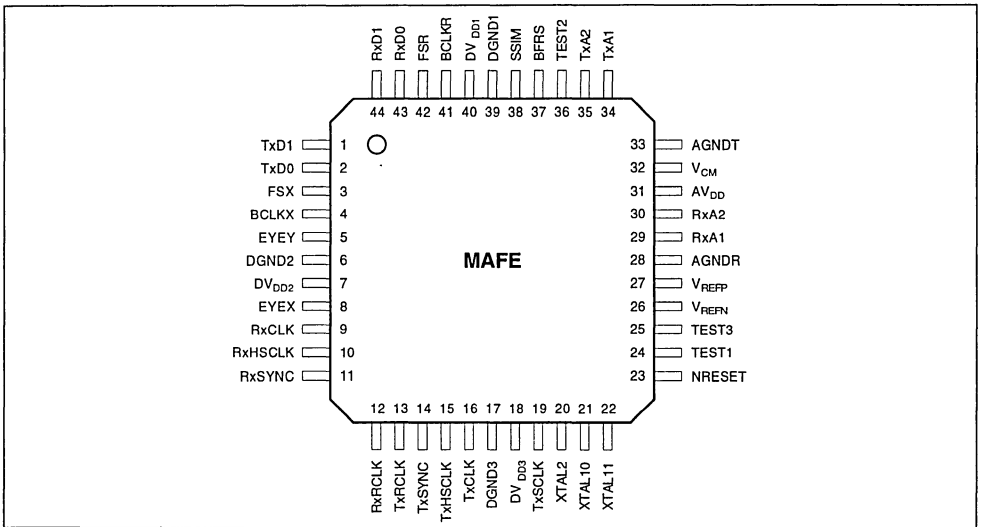 RxD1
RxD0
FSR
BCLKR
DVDD1
DGND1
SSIM
BFRS
TEST2
TxA2
TxA1
44 43 42 41 40 39 38 37 36 35 34
TxD1 1
TxD0 2
FSX 3
BCLKX 4
EYEY 5
DGND2 6
DVDD2 7
EYEX 8
RxCLK 9
RxHSCLK 10
RxSYNC 11
MAFE
33 AGNDT
32 VCM
31 AVDD
30 RxA2
29 RxA1
28 AGNDR
27 VREFP
26 VREFN
25 TEST3
24 TEST1
23 NRESET
12 13 14 15 16 17 18 19 20 21 22
RxRCLK
TxRCLK
TxSYNC
TxHSCLK
TxCLK
DGND3
DVDD3
TxSCLK
XTAL2
XTAL10
XTAL11